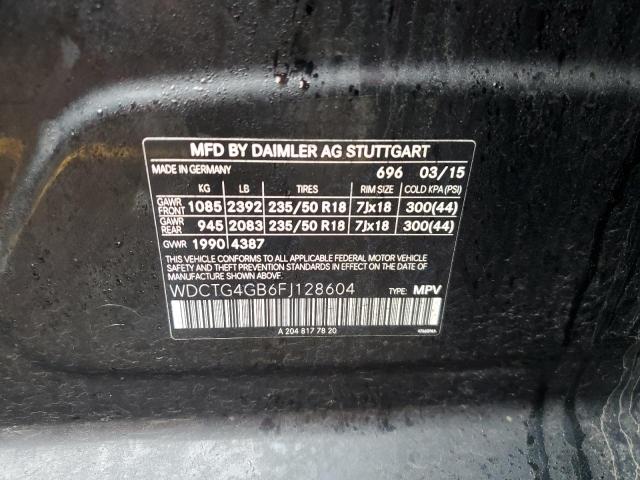 MFD BY DAIMLER AG STUTTGART
MADE IN GERMANY 696 03/15
KG LB TIRES RIM SIZE COLD KPA (PSI)
GAWR FRONT 1085 2392 235/50 R18 7Jx18 300(44)
GAWR REAR 945 2083 235/50 R18 7Jx18 300(44)
GVWR 1990 4387
THIS VEHICLE CONFORMS TO ALL APPLICABLE FEDERAL MOTOR VEHICLE
SAFETY AND THEFT PREVENTION STANDARDS IN EFFECT ON THE DATE OF
MANUFACTURE SHOWN ABOVE.
WDCTG4GB6FJ128604 TYPE: MPV
A 204 817 78 20